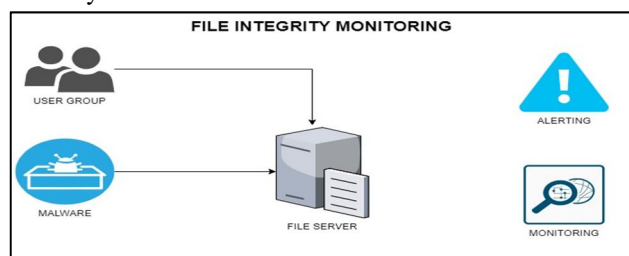 FILE INTEGRITY MONITORING
USER GROUP
ALERTING
MALWARE
FILE SERVER
MONITORING